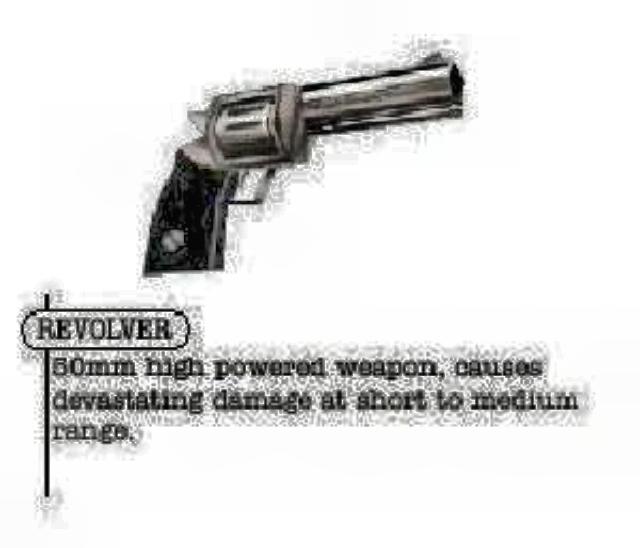 REVOLVER
50mm high powered weapon, causes
devastating damage at short to medium
range.